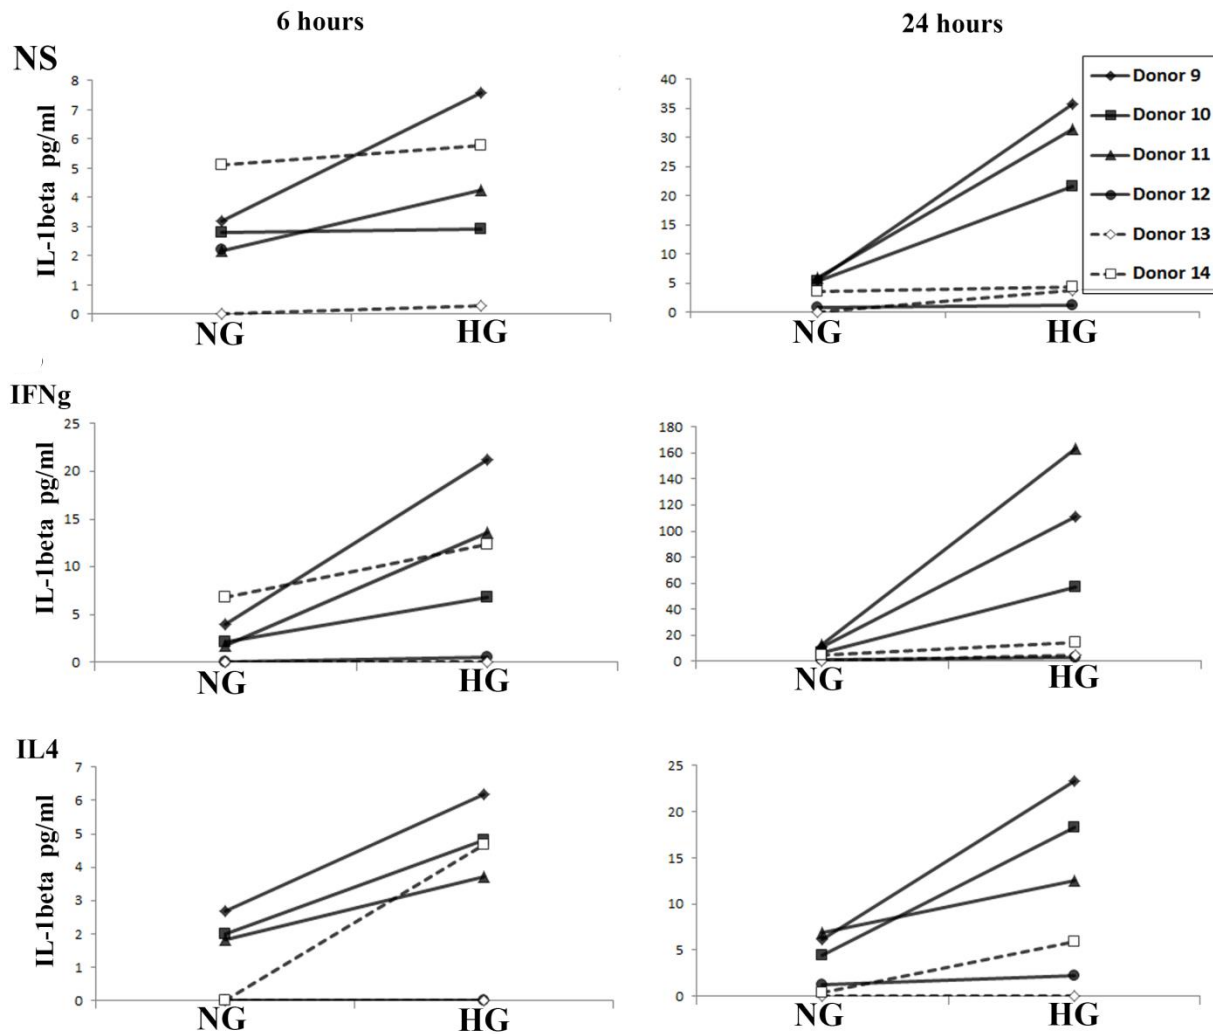 6 hours
24 hours
NS
IL-1beta pg/ml
8
7
6
5
4
3
2
1
0
NG
HG
40
35
30
25
20
15
10
5
0
NG
HG
Donor 9
Donor 10
Donor 11
Donor 12
Donor 13
Donor 14
IFNg
IL-1beta pg/ml
25
20
15
10
5
0
NG
HG
180
160
140
120
100
80
60
40
20
0
NG
HG
IL4
IL-1beta pg/ml
7
6
5
4
3
2
1
0
NG
HG
25
20
15
10
5
0
NG
HG